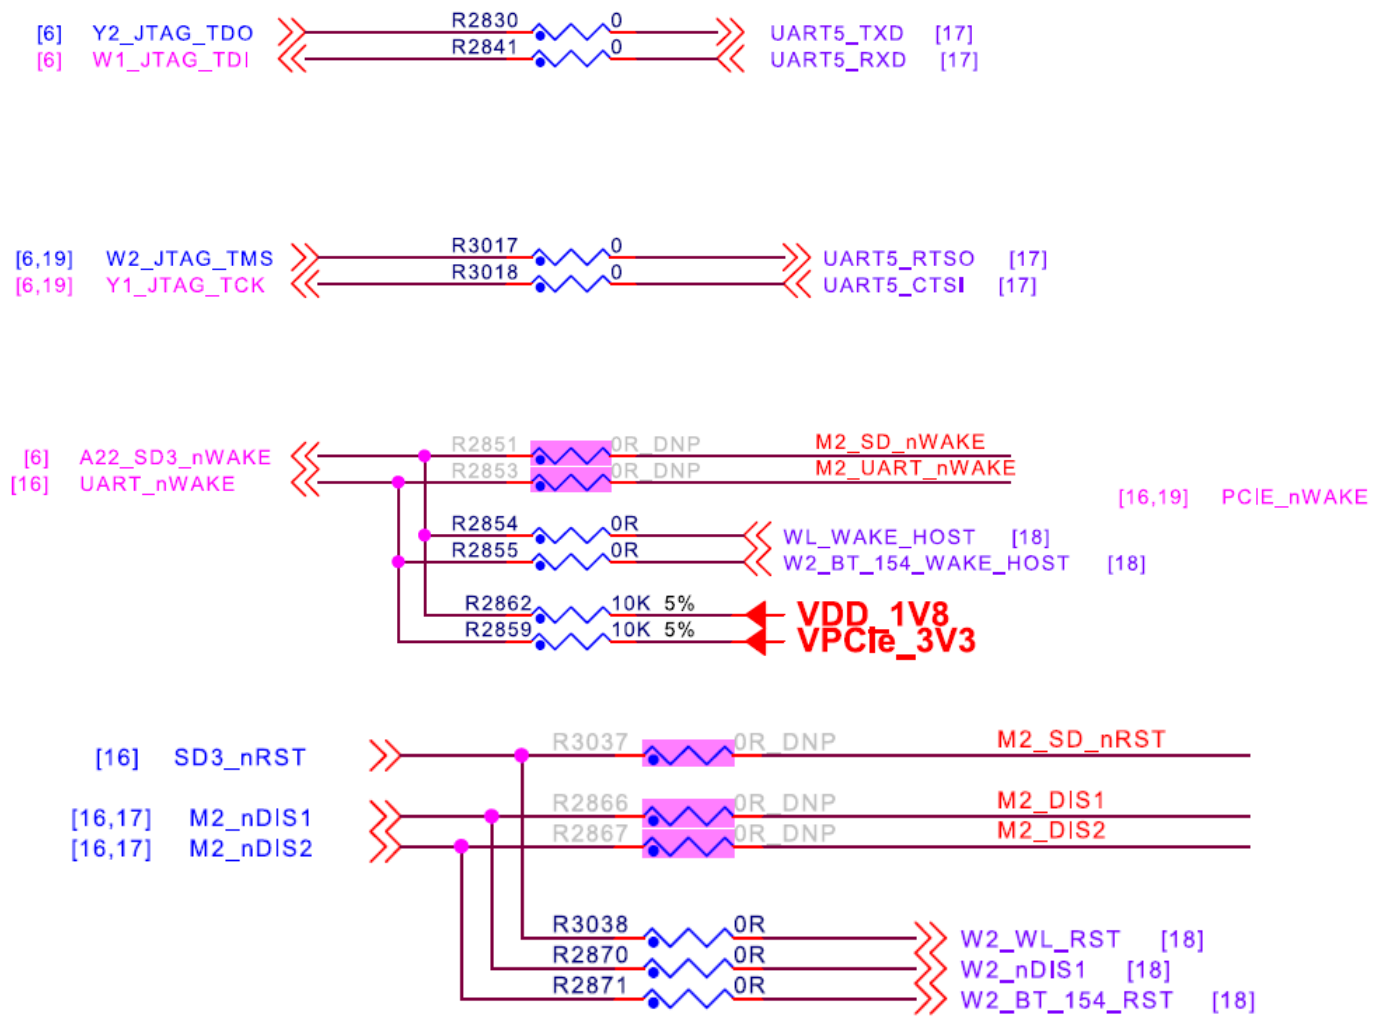 [6] Y2_JTAG_TDO R2830 0 UART5_TXD [17]
[6] W1_JTAG_TDI R2841 0 UART5_RXD [17]
[6,19] W2_JTAG_TMS R3017 0 UART5_RTSO [17]
[6,19] Y1_JTAG_TCK R3018 0 UART5_CTSI [17]
[6] A22_SD3_nWAKE R2851 0R_DNP M2_SD_nWAKE
[16] UART_nWAKE R2853 0R_DNP M2_UART_nWAKE
[16,19] PCIE_nWAKE
R2854 0R WL_WAKE_HOST [18]
R2855 0R W2_BT_154_WAKE_HOST [18]
R2862 10K 5% VDD_1V8
R2859 10K 5% VPCIe_3V3
[16] SD3_nRST R3037 0R_DNP M2_SD_nRST
[16,17] M2_nDIS1 R2866 0R_DNP M2_DIS1
[16,17] M2_nDIS2 R2867 0R_DNP M2_DIS2
R3038 0R W2_WL_RST [18]
R2870 0R W2_nDIS1 [18]
R2871 0R W2_BT_154_RST [18]